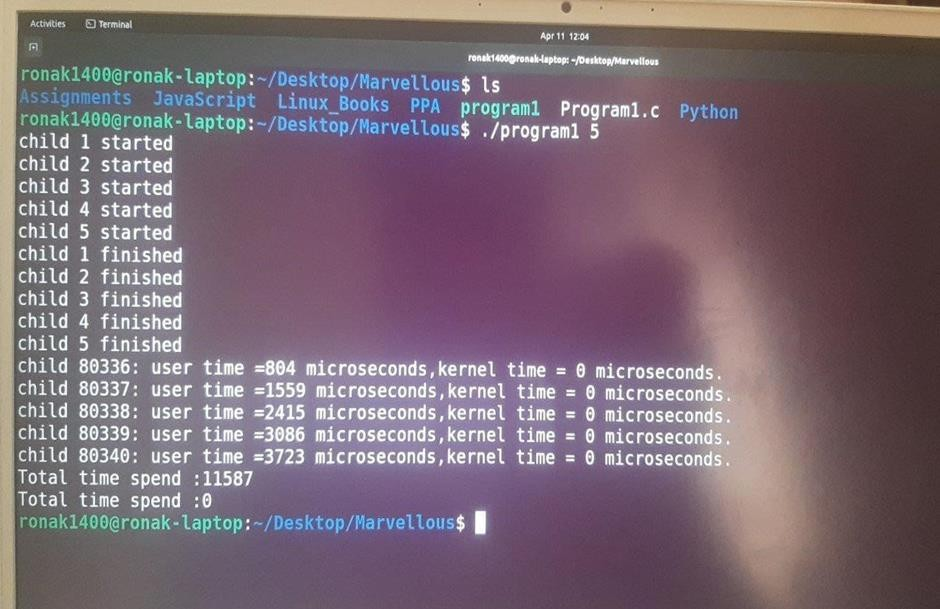 Activities Terminal
Apr 11 12:04
ronak1400@ronak-laptop: ~/Desktop/Marvellous
ronak1400@ronak-laptop:~/Desktop/Marvellous$ ls
Assignments JavaScript Linux_Books PPA program1 Program1.c Python
ronak1400@ronak-laptop:~/Desktop/Marvellous$ ./program1 5
child 1 started
child 2 started
child 3 started
child 4 started
child 5 started
child 1 finished
child 2 finished
child 3 finished
child 4 finished
child 5 finished
child 80336: user time =804 microseconds,kernel time = 0 microseconds.
child 80337: user time =1559 microseconds,kernel time = 0 microseconds.
child 80338: user time =2415 microseconds,kernel time = 0 microseconds.
child 80339: user time =3086 microseconds,kernel time = 0 microseconds.
child 80340: user time =3723 microseconds,kernel time = 0 microseconds.
Total time spend :11587
Total time spend :0
ronak1400@ronak-laptop:~/Desktop/Marvellous$